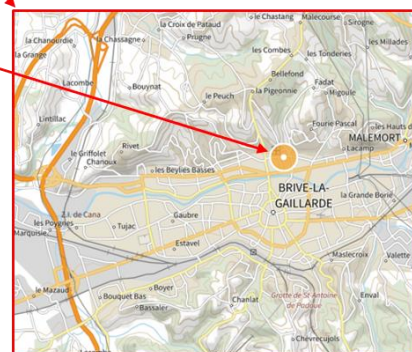 le Chastang
Malecourse
la Croix de Pataud
Sirogne
la Chanourdie
la Chassagne
Prugne
la Grange
les Combes
les Tonderies
les Millades
Bellefond
Lacombe
Bouynat
Fadat
le Peuch
la Pigeonnie
Migoule
Lintillac
Fourie Pascal
les Hauts d
MALEMORT
Rivet
Lacamp
le Griffolet
Chanoux
les Beylies Basses
BRIVE-LA-
GAILLARDE
la Grande Borie
Z.I. de Cana
les Poygnes
Gaubre
Marquisie
Tujac
Estavel
Maslecroix
Valette
le Mazaud
Boyer
Bouquet Bas
Chanlat
Grotte de St-Antoine
de Padoue
Enval
Bassaler
Chèvrecujols